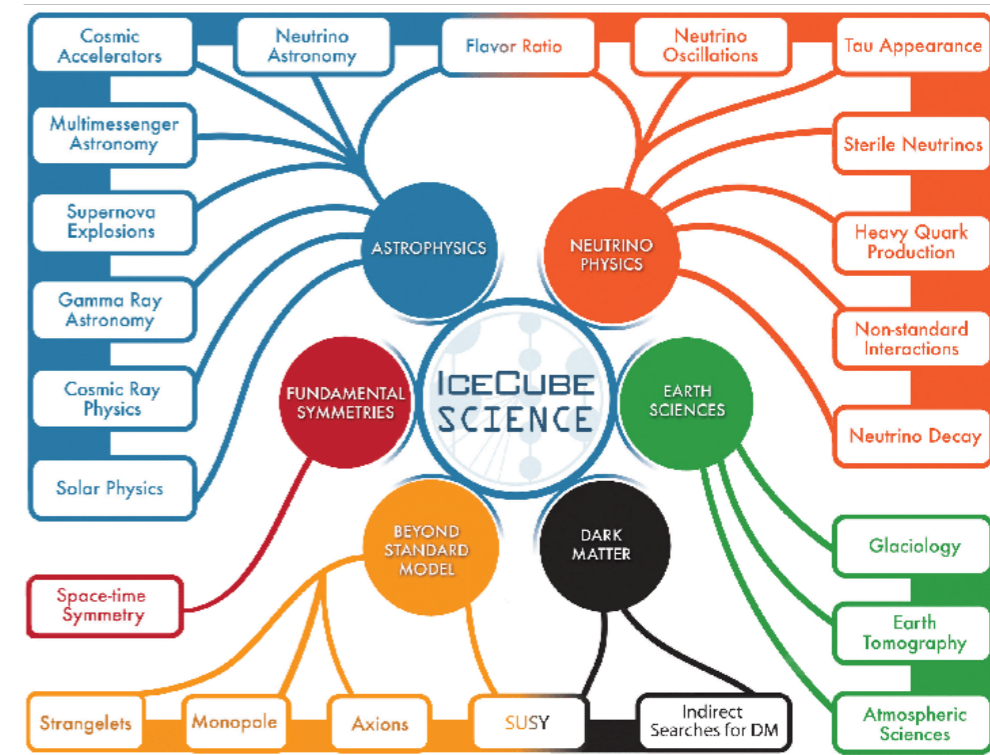 Cosmic
Accelerators
Neutrino
Astronomy
Flavor Ratio
Neutrino
Oscillations
Tau Appearance
Multimessenger
Astronomy
Sterile Neutrinos
Supernova
Explosions
ASTROPHYSICS
NEUTRINO
PHYSICS
Heavy Quark
Production
Gamma Ray
Astronomy
Non-standard
Interactions
Cosmic Ray
Physics
FUNDAMENTAL
SYMMETRIES
ICECUBE
SCIENCE
EARTH
SCIENCES
Neutrino Decay
Solar Physics
BEYOND
STANDARD
MODEL
DARK
MATTER
Glaciology
Space-time
Symmetry
Earth
Tomography
Strangelets
Monopole
Axions
SUSY
Indirect
Searches for DM
Atmospheric
Sciences